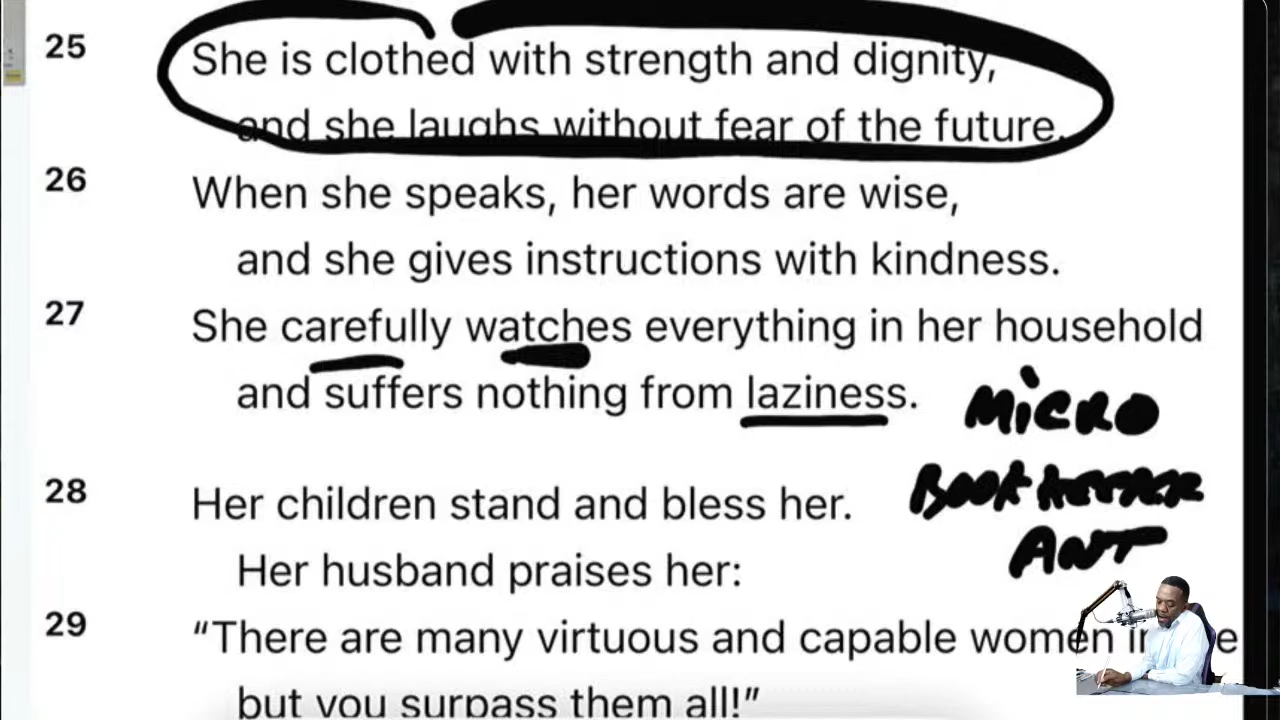 25 She is clothed with strength and dignity,
and she laughs without fear of the future.
26 When she speaks, her words are wise,
and she gives instructions with kindness.
27 She carefully watches everything in her household
and suffers nothing from laziness.
MICRO
BOOKKEEPER
ANT
28 Her children stand and bless her.
Her husband praises her:
29 “There are many virtuous and capable women in
but you surpass them all!”